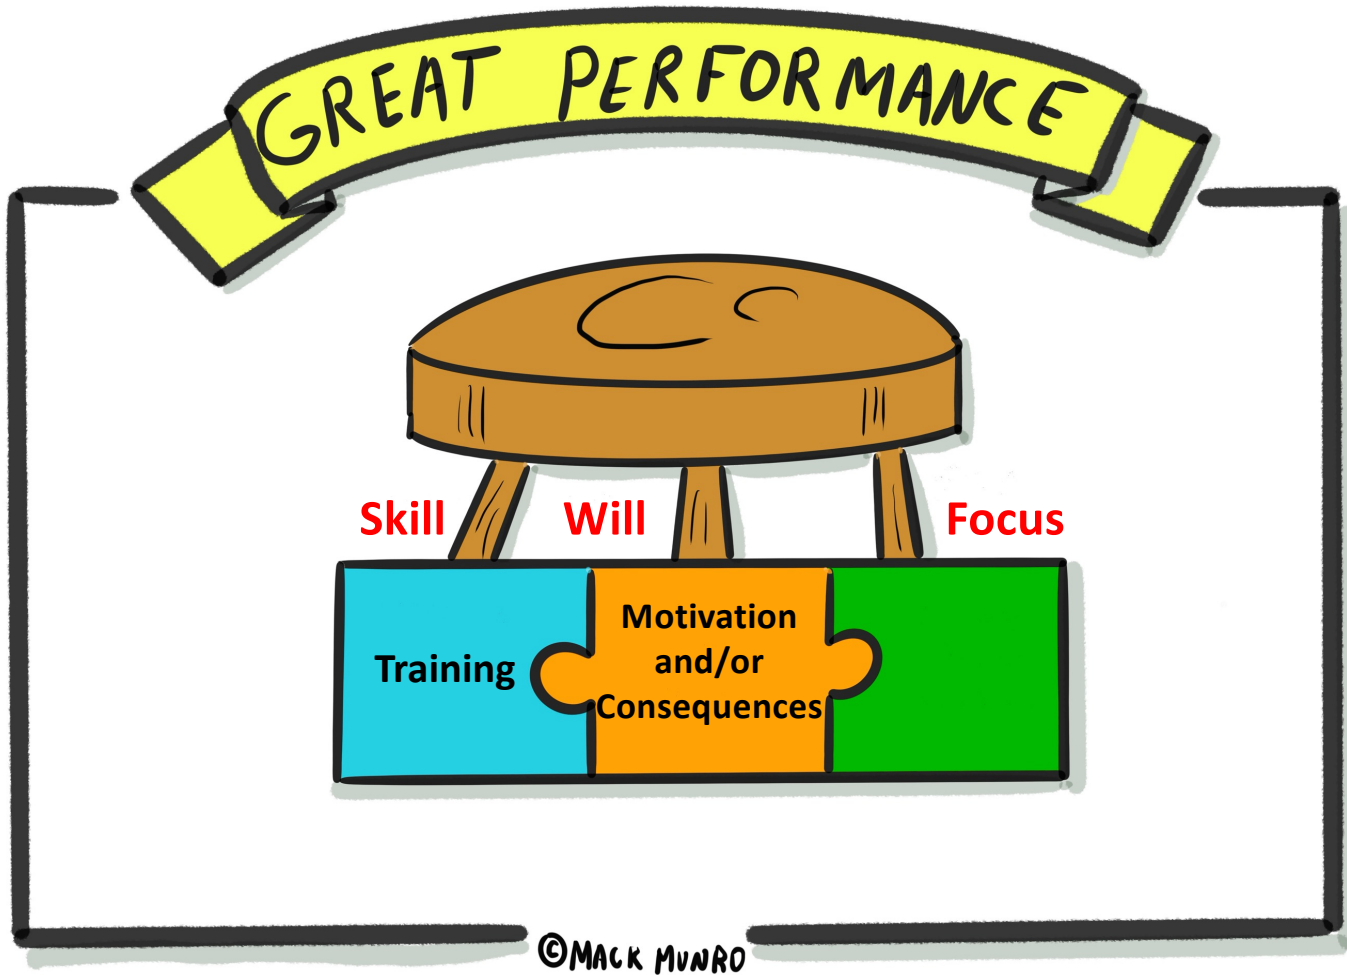 GREAT PERFORMANCE
Skill Will Focus
Training
Motivation
and/or
Consequences
©MACK MUNRO